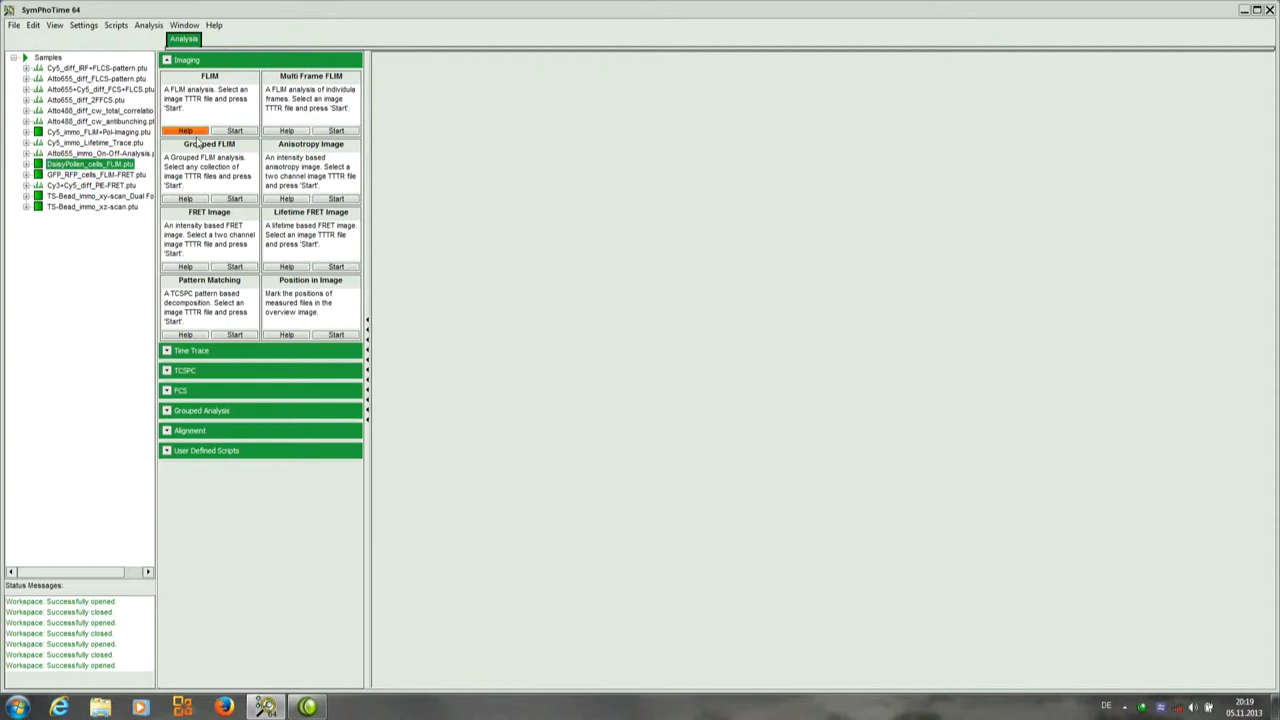 SymPhoTime 64
File Edit View Settings Scripts Analysis Window Help
Analysis
Samples
Cy5_diff_IRF+FLCS-pattern.ptu
Atto655_diff_FLCS-pattern.ptu
Atto655+Cy5_diff_FCS+FLCS.ptu
Atto655_diff_2FFCS.ptu
Atto488_diff_cw_total_correlatio
Atto488_diff_cw_antibunching.pt
Cy5_immo_FLIM+Pol-Imaging.ptu
Cy5_immo_Lifetime_Trace.ptu
Atto655_immo_On-Off-Analysis.p
DaisyPollen_cells_FLIM.ptu
GFP_RFP_cells_FLIM-FRET.ptu
Cy3+Cy5_diff_PIE-FRET.ptu
TS-Bead_immo_xy-scan_Dual Fo
TS-Bead_immo_xz-scan.ptu
Status Messages:
Workspace: Successfully opened.
Workspace: Successfully closed.
Workspace: Successfully opened.
Workspace: Successfully closed.
Workspace: Successfully opened.
Workspace: Successfully closed.
Workspace: Successfully opened.
Imaging
FLIM
A FLIM analysis. Select an
image TTTR file and press
'Start'.
Help Start
Multi Frame FLIM
A FLIM analysis of individua
frames. Select an image
TTTR file and press 'Start'.
Help Start
Grouped FLIM
A Grouped FLIM analysis.
Select any collection of
image TTTR files and press
'Start'.
Help Start
Anisotropy Image
An intensity based
anisotropy image. Select a
two channel image TTTR file
and press 'Start'.
Help Start
FRET Image
An intensity based FRET
image. Select a two channel
image TTTR file and press
'Start'.
Help Start
Lifetime FRET Image
A lifetime based FRET image.
Select an image TTTR file
and press 'Start'.
Help Start
Pattern Matching
A TCSPC pattern based
decomposition. Select an
image TTTR file and press
'Start'.
Help Start
Position in Image
Mark the positions of
measured files in the
overview image.
Help Start
Time Trace
TCSPC
FCS
Grouped Analysis
Alignment
User Defined Scripts
64
DE
20:19
05.11.2013